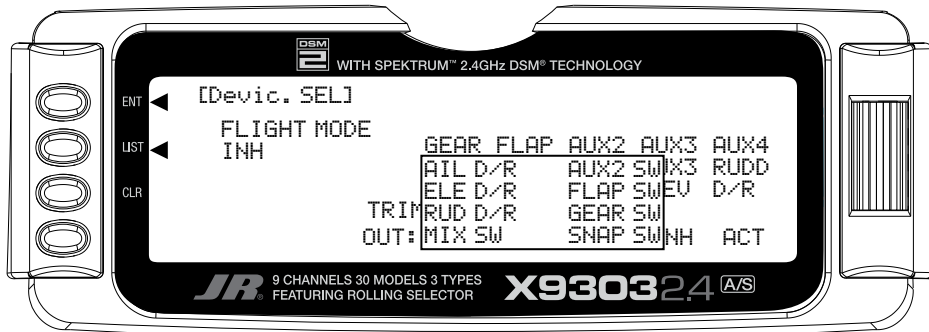 DSM
2 WITH SPEKTRUM™ 2.4GHz DSM® TECHNOLOGY
ENT
LIST
CLR
[Devic. SEL]
FLIGHT MODE
INH
GEAR FLAP AUX2 AUX3 AUX4
AIL D/R AUX2 SW UX3 RUDD
ELE D/R FLAP SW EV D/R
TRIM RUD D/R GEAR SW
OUT: MIX SW SNAP SW NH ACT
JR® 9 CHANNELS 30 MODELS 3 TYPES
FEATURING ROLLING SELECTOR
X9303 2.4 A/S